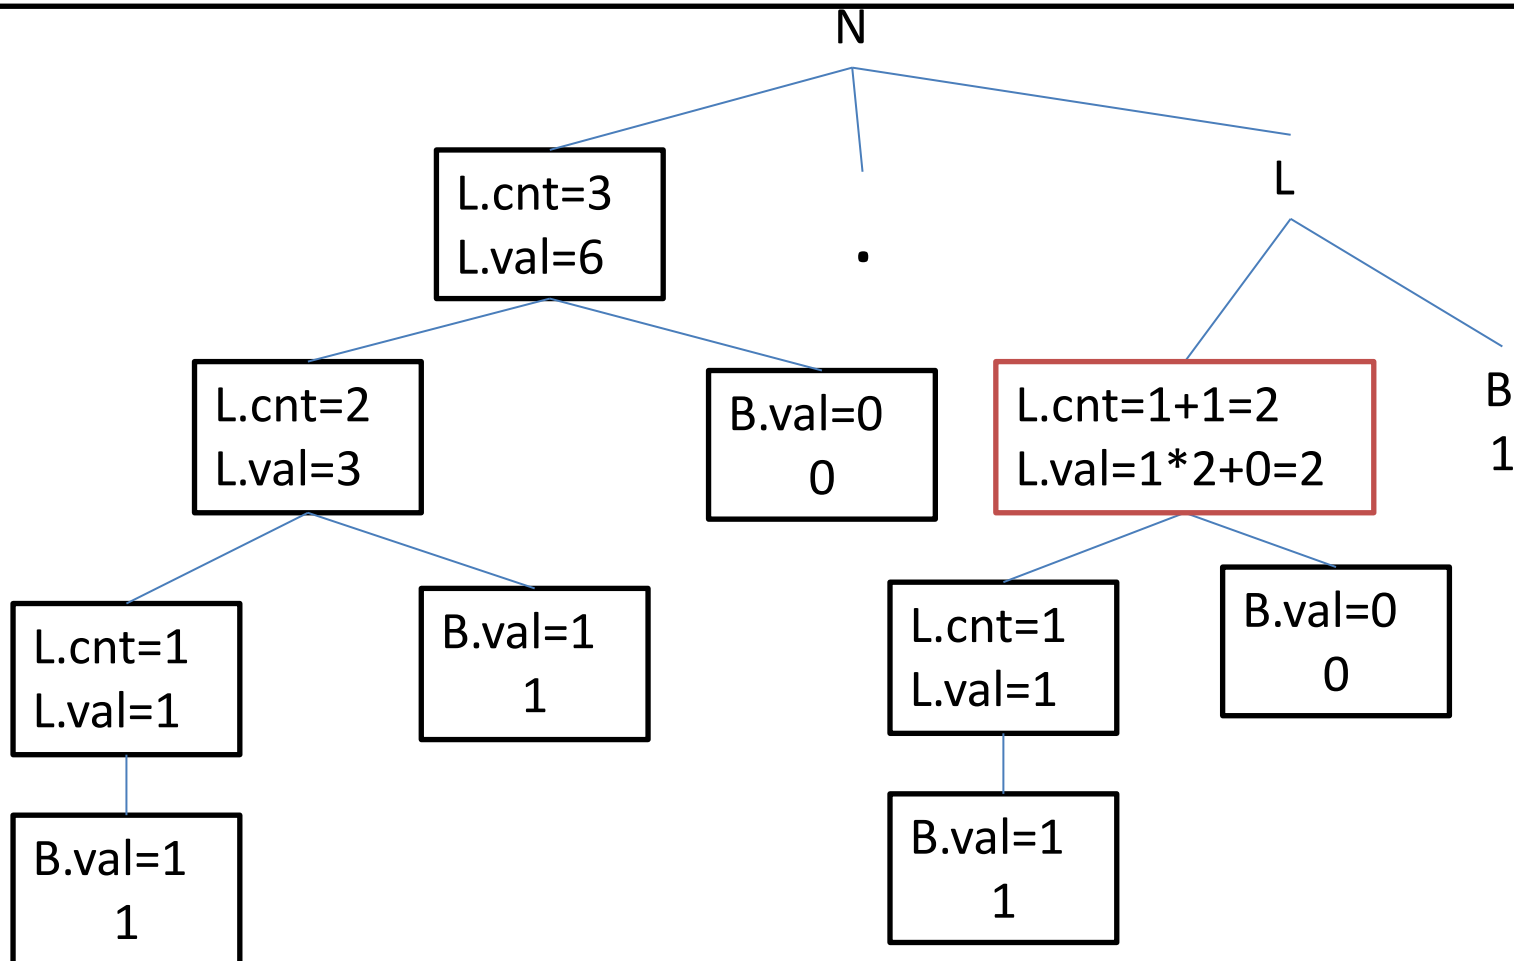 N
L.cnt=3
L.val=6
.
L
L.cnt=2
L.val=3
B.val=0
0
L.cnt=1+1=2
L.val=1*2+0=2
B
1
L.cnt=1
L.val=1
B.val=1
1
L.cnt=1
L.val=1
B.val=0
0
B.val=1
1
B.val=1
1